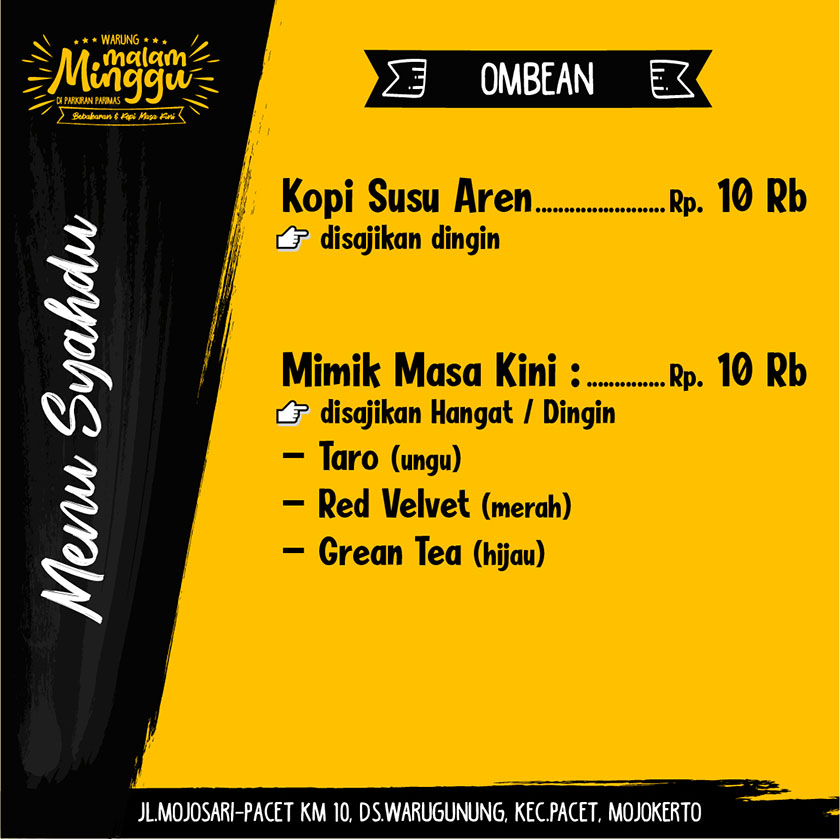 ★ ★ ★ WARUNG ★ ★ ★
malam
Minggu
DI PARKIRAN PARIMAS
Bebakaran & Kopi Masa Kini
Menu Syahdu
OMBEAN
Kopi Susu Aren.......................Rp. 10 Rb
👉 disajikan dingin
Mimik Masa Kini :..............Rp. 10 Rb
👉 disajikan Hangat / Dingin
– Taro (ungu)
– Red Velvet (merah)
– Grean Tea (hijau)
JL.MOJOSARI-PACET KM 10, DS.WARUGUNUNG, KEC.PACET, MOJOKERTO